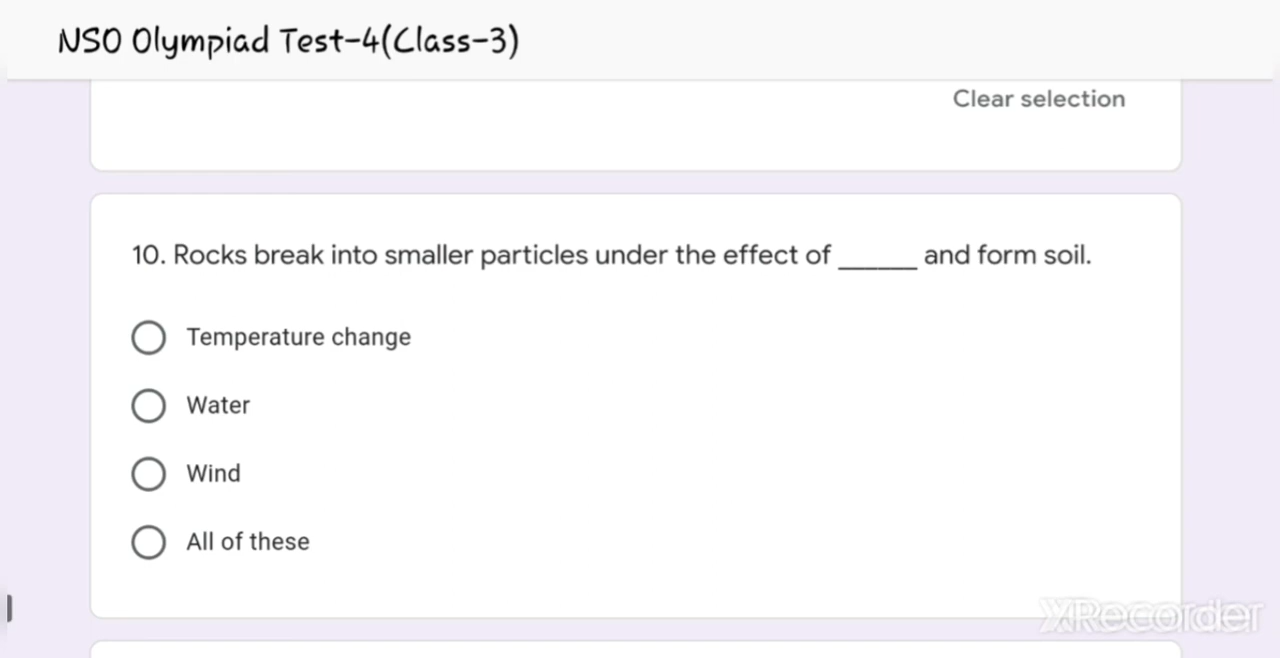 NSO Olympiad Test-4(Class-3)
Clear selection
10. Rocks break into smaller particles under the effect of ______ and form soil.
Temperature change
Water
Wind
All of these
XRecorder